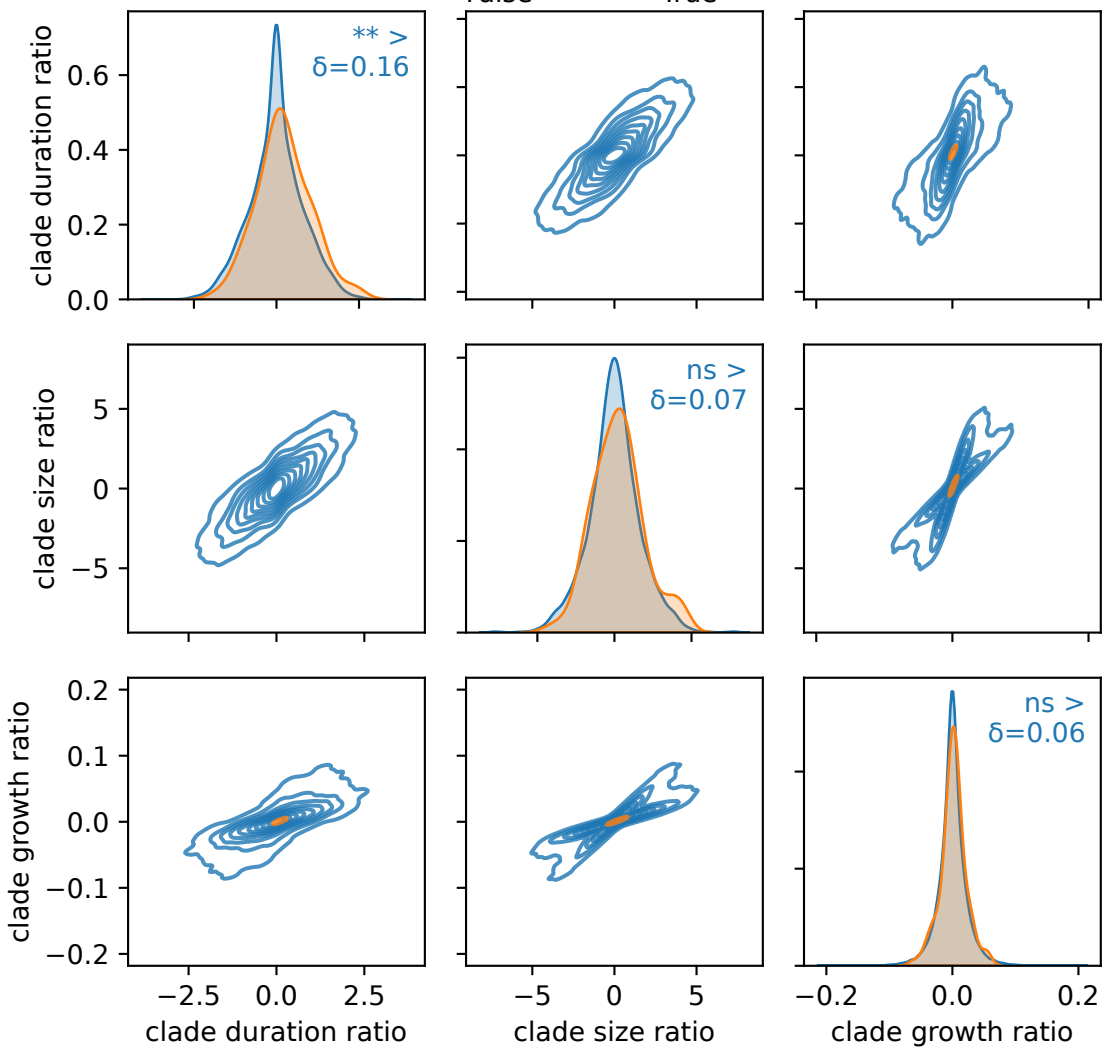 False True
clade duration ratio
** >
δ=0.16
0.6
0.4
0.2
0.0
clade size ratio
ns >
δ=0.07
5
0
−5
clade growth ratio
ns >
δ=0.06
0.2
0.1
0.0
−0.1
−0.2
−2.5 0.0 2.5 −5 0 5 −0.2 0.0 0.2
clade duration ratio clade size ratio clade growth ratio